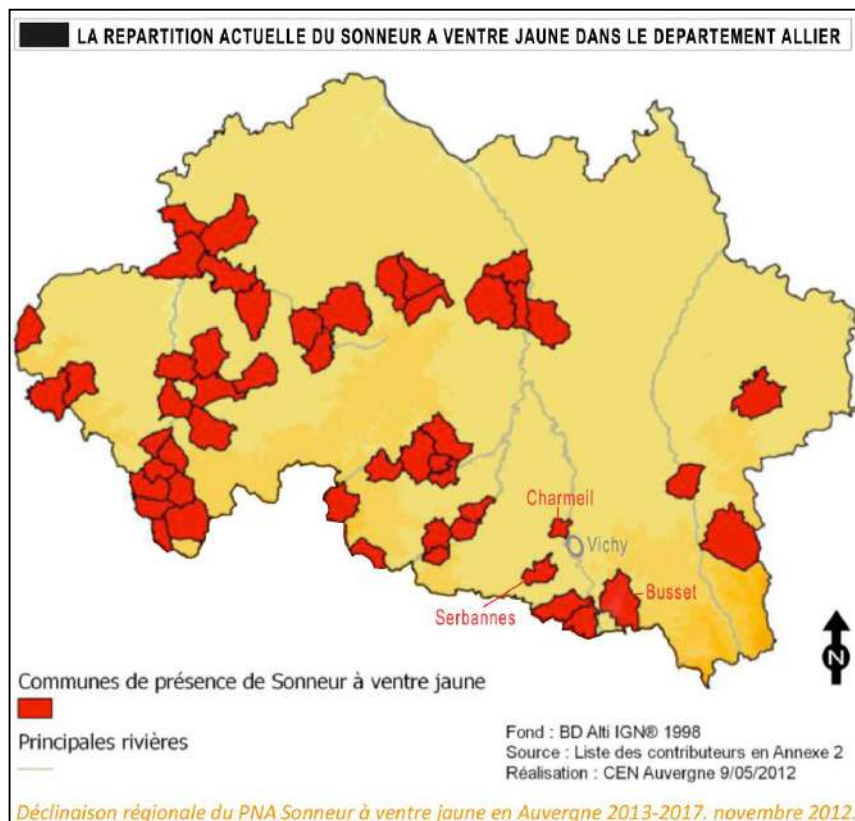 LA REPARTITION ACTUELLE DU SONNEUR A VENTRE JAUNE DANS LE DEPARTEMENT ALLIER
Charmeil
Vichy
Serbannes
Busset
N
Communes de présence de Sonneur à ventre jaune
Principales rivières
Fond : BD Alti IGN® 1998
Source : Liste des contributeurs en Annexe 2
Réalisation : CEN Auvergne 9/05/2012
Déclinaison régionale du PNA Sonneur à ventre jaune en Auvergne 2013-2017. novembre 2012.